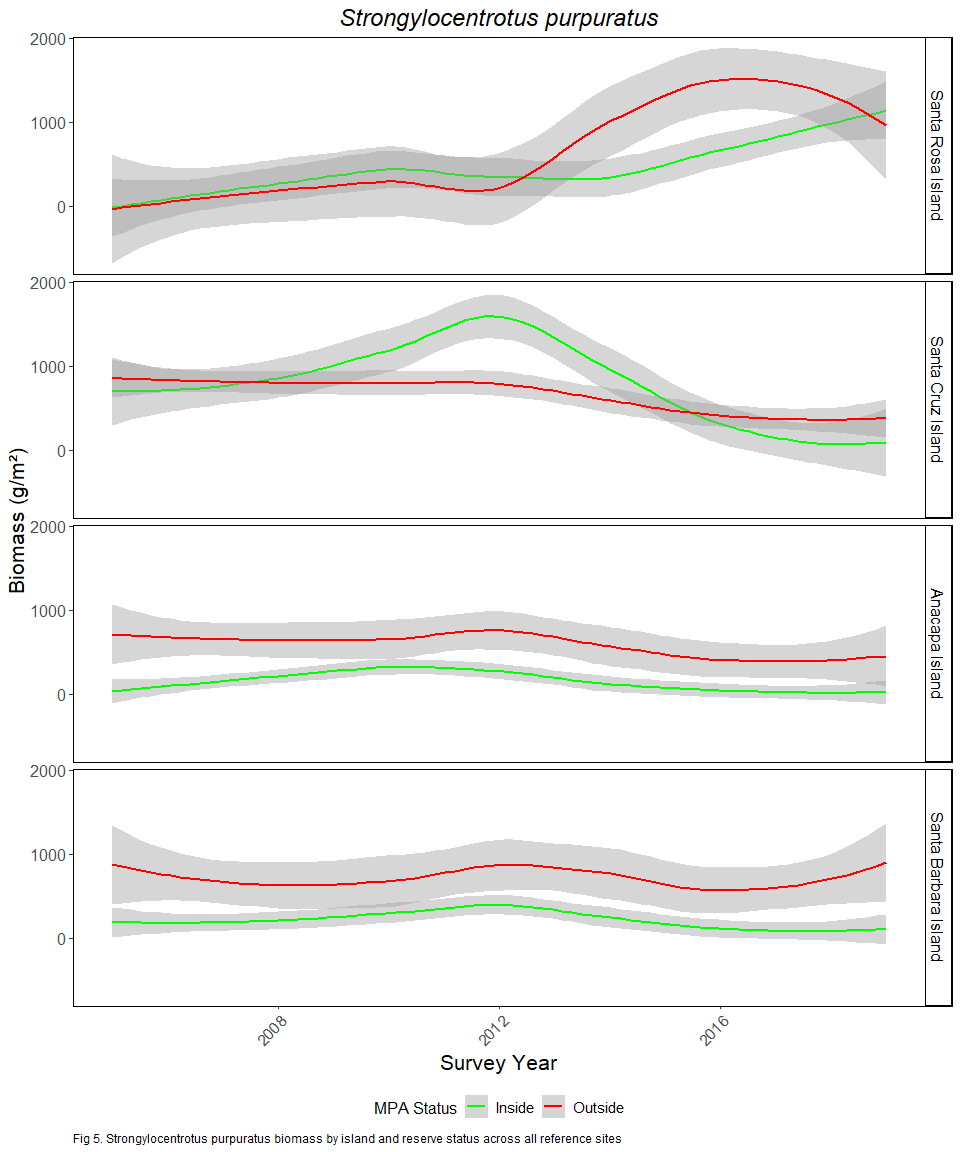 Strongylocentrotus purpuratus
2000
1000
0
Santa Rosa Island
2000
1000
0
Santa Cruz Island
2000
1000
0
Anacapa Island
2000
1000
0
Santa Barbara Island
Biomass (g/m²)
2008
2012
2016
Survey Year
MPA Status Inside Outside
Fig 5. Strongylocentrotus purpuratus biomass by island and reserve status across all reference sites